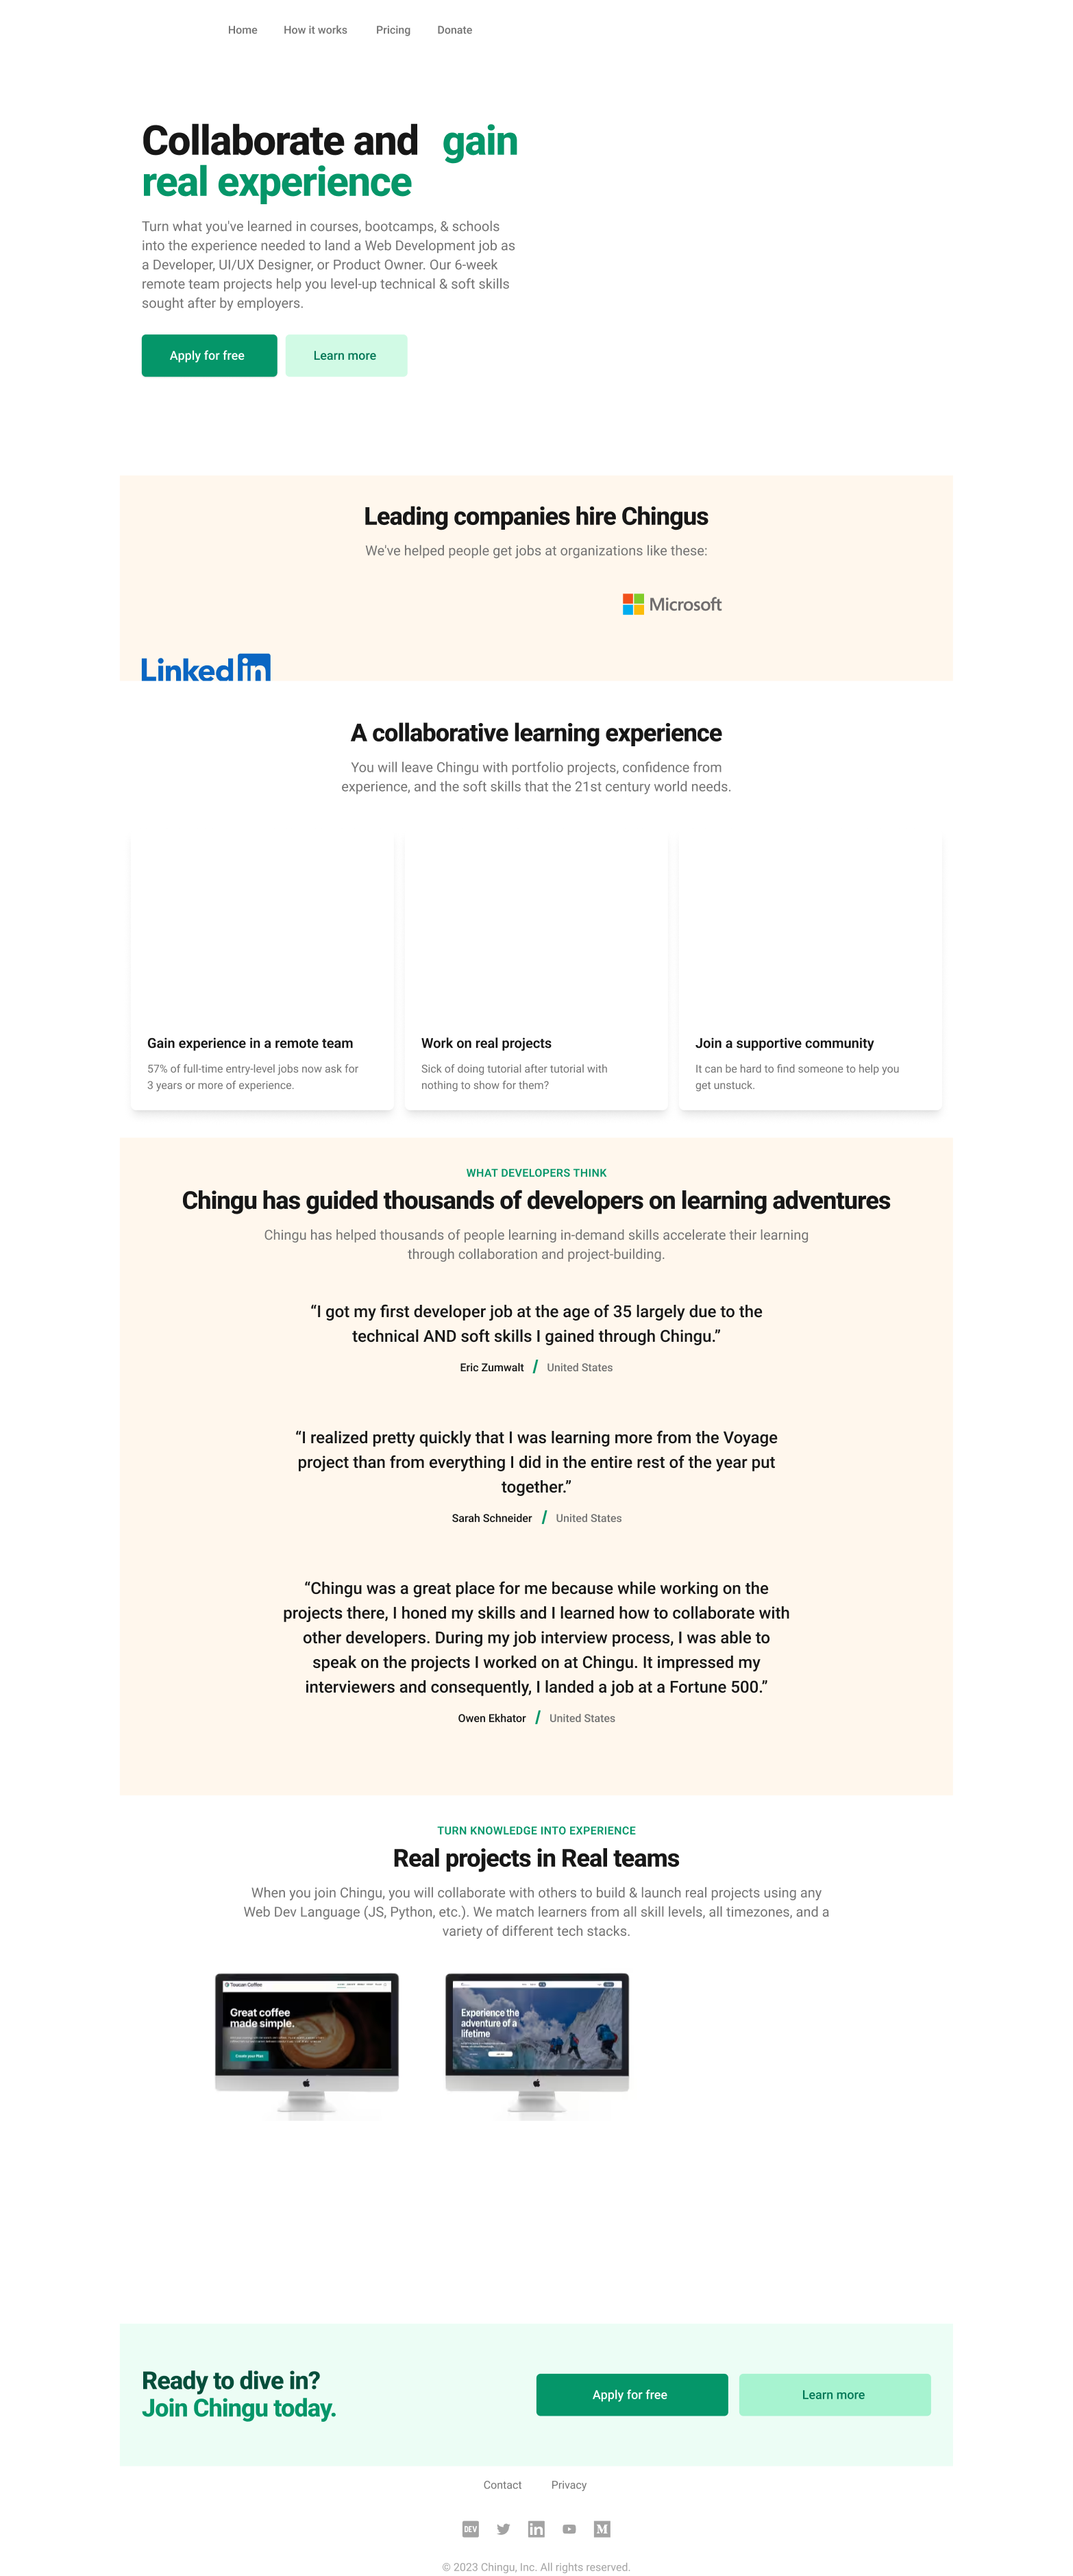 Home How it works Pricing Donate
Collaborate and gain
real experience
Turn what you've learned in courses, bootcamps, & schools
into the experience needed to land a Web Development job as
a Developer, UI/UX Designer, or Product Owner. Our 6-week
remote team projects help you level-up technical & soft skills
sought after by employers.
Apply for free Learn more
Leading companies hire Chingus
We've helped people get jobs at organizations like these:
Microsoft
Linkedin
A collaborative learning experience
You will leave Chingu with portfolio projects, confidence from
experience, and the soft skills that the 21st century world needs.
Gain experience in a remote team
57% of full-time entry-level jobs now ask for
3 years or more of experience.
Work on real projects
Sick of doing tutorial after tutorial with
nothing to show for them?
Join a supportive community
It can be hard to find someone to help you
get unstuck.
WHAT DEVELOPERS THINK
Chingu has guided thousands of developers on learning adventures
Chingu has helped thousands of people learning in-demand skills accelerate their learning
through collaboration and project-building.
“I got my first developer job at the age of 35 largely due to the
technical AND soft skills I gained through Chingu.”
Eric Zumwalt / United States
“I realized pretty quickly that I was learning more from the Voyage
project than from everything I did in the entire rest of the year put
together.”
Sarah Schneider / United States
“Chingu was a great place for me because while working on the
projects there, I honed my skills and I learned how to collaborate with
other developers. During my job interview process, I was able to
speak on the projects I worked on at Chingu. It impressed my
interviewers and consequently, I landed a job at a Fortune 500.”
Owen Ekhator / United States
TURN KNOWLEDGE INTO EXPERIENCE
Real projects in Real teams
When you join Chingu, you will collaborate with others to build & launch real projects using any
Web Dev Language (JS, Python, etc.). We match learners from all skill levels, all timezones, and a
variety of different tech stacks.
Coffee
Great coffee
made simple.
Create your Plan
Experience the
adventure of a
lifetime
Ready to dive in?
Join Chingu today.
Apply for free Learn more
Contact Privacy
DEV in M
© 2023 Chingu, Inc. All rights reserved.